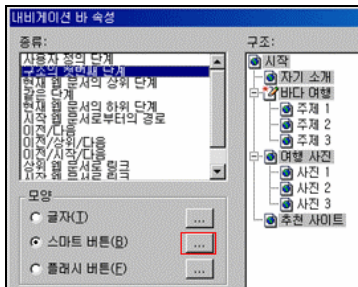 내비게이션 바 속성
종류:
사용자 정의 단계
구조의 첫번째 단계
현재 웹 문서의 상위 단계
같은 단계
현재 웹 문서의 하위 단계
시작 웹 문서로부터의 경로
이전/다음
이전/상위/다음
이전/시작/다음
상위 웹 문서로 링크
시작 웹 문서로 링크
모양
글자(T)
...
스마트 버튼(B)
...
플래시 버튼(F)
...
구조:
시작
자기 소개
바다 여행
주제 1
주제 2
주제 3
여행 사진
사진 1
사진 2
사진 3
추천 사이트